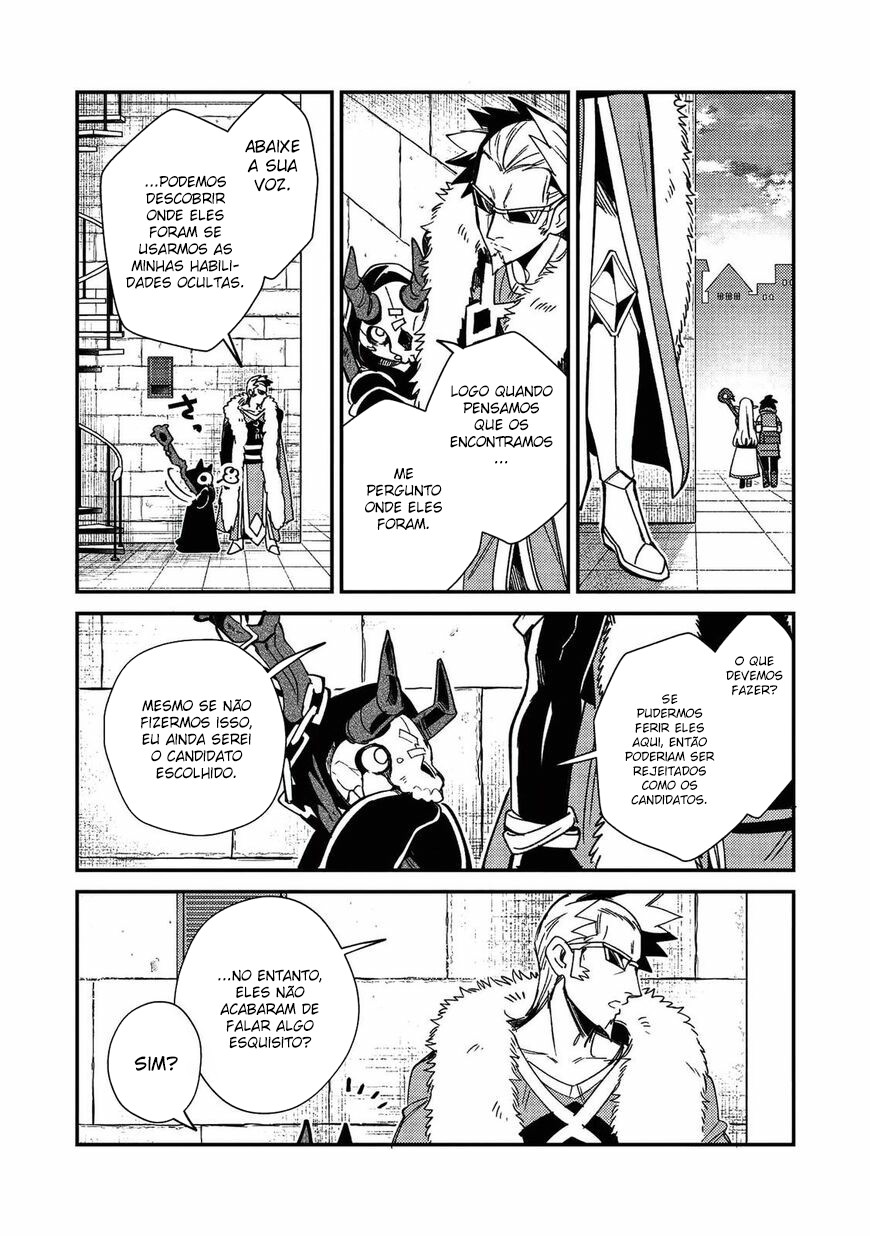 LOGO QUANDO
PENSAMOS
QUE OS
ENCONTRAMOS
...
ME
PERGUNTO
ONDE ELES
FORAM.
ABAIXE
A SUA
VOZ.
...PODEMOS
DESCOBRIR
ONDE ELES
FORAM SE
USARMOS AS
MINHAS HABILI-
DADES OCULTAS.
さっ
O QUE
DEVEMOS
FAZER?
SE
PUDERMOS
FERIR ELES
AQUI, ENTÃO
PODERIAM SER
REJEITADOS
COMO OS
CANDIDATOS.
MESMO SE NÃO
FIZERMOS ISSO,
EU AINDA SEREI
O CANDIDATO
ESCOLHIDO.
...NO ENTANTO,
ELES NÃO
ACABARAM DE
FALAR ALGO
ESQUISITO?
SIM?